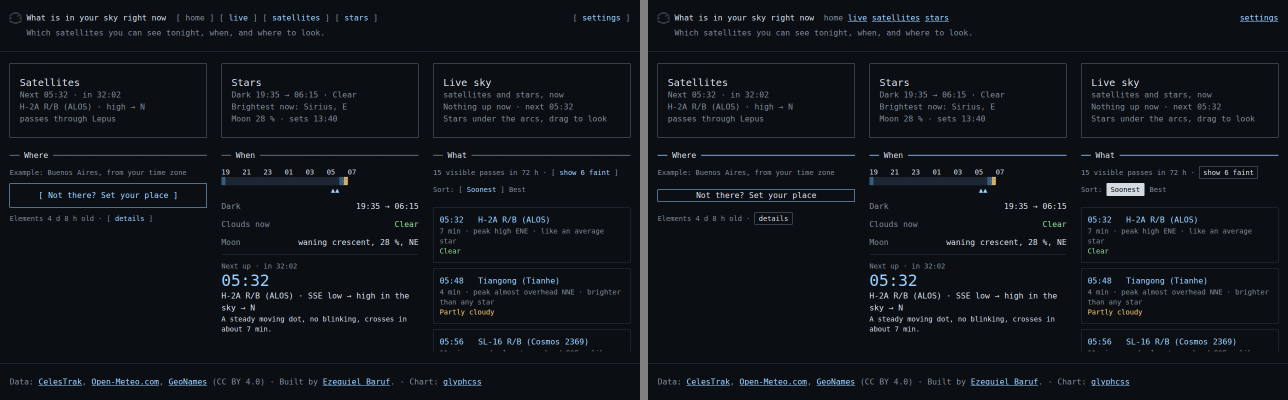 What is in your sky right now [ home ] [ live ] [ satellites ] [ stars ] [ settings ]
Which satellites you can see tonight, when, and where to look.
Satellites
Next 05:32 · in 32:02
H-2A R/B (ALOS) · high → N
passes through Lepus
Stars
Dark 19:35 → 06:15 · Clear
Brightest now: Sirius, E
Moon 28 % · sets 13:40
Live sky
satellites and stars, now
Nothing up now · next 05:32
Stars under the arcs, drag to look
Where
Example: Buenos Aires, from your time zone
[ Not there? Set your place ]
Elements 4 d 8 h old · [ details ]
When
19 21 23 01 03 05 07
Dark 19:35 → 06:15
Clouds now Clear
Moon waning crescent, 28 %, NE
Next up · in 32:02
05:32
H-2A R/B (ALOS) · SSE low → high in the
sky → N
A steady moving dot, no blinking, crosses in
about 7 min.
What
15 visible passes in 72 h · [ show 6 faint ]
Sort: [ Soonest ] Best
05:32 H-2A R/B (ALOS)
7 min · peak high ENE · like an average
star
Clear
05:48 Tiangong (Tianhe)
4 min · peak almost overhead NNE · brighter
than any star
Partly cloudy
05:56 SL-16 R/B (Cosmos 2369)
Data: CelesTrak, Open-Meteo.com, GeoNames (CC BY 4.0) · Built by Ezequiel Baruf. · Chart: glyphcss
What is in your sky right now home live satellites stars settings
Which satellites you can see tonight, when, and where to look.
Satellites
Next 05:32 · in 32:02
H-2A R/B (ALOS) · high → N
passes through Lepus
Stars
Dark 19:35 → 06:15 · Clear
Brightest now: Sirius, E
Moon 28 % · sets 13:40
Live sky
satellites and stars, now
Nothing up now · next 05:32
Stars under the arcs, drag to look
Where
Example: Buenos Aires, from your time zone
Not there? Set your place
Elements 4 d 8 h old · details
When
19 21 23 01 03 05 07
Dark 19:35 → 06:15
Clouds now Clear
Moon waning crescent, 28 %, NE
Next up · in 32:02
05:32
H-2A R/B (ALOS) · SSE low → high in the
sky → N
A steady moving dot, no blinking, crosses in
about 7 min.
What
15 visible passes in 72 h · show 6 faint
Sort: Soonest Best
05:32 H-2A R/B (ALOS)
7 min · peak high ENE · like an average
star
Clear
05:48 Tiangong (Tianhe)
4 min · peak almost overhead NNE · brighter
than any star
Partly cloudy
05:56 SL-16 R/B (Cosmos 2369)
Data: CelesTrak, Open-Meteo.com, GeoNames (CC BY 4.0) · Built by Ezequiel Baruf. · Chart: glyphcss